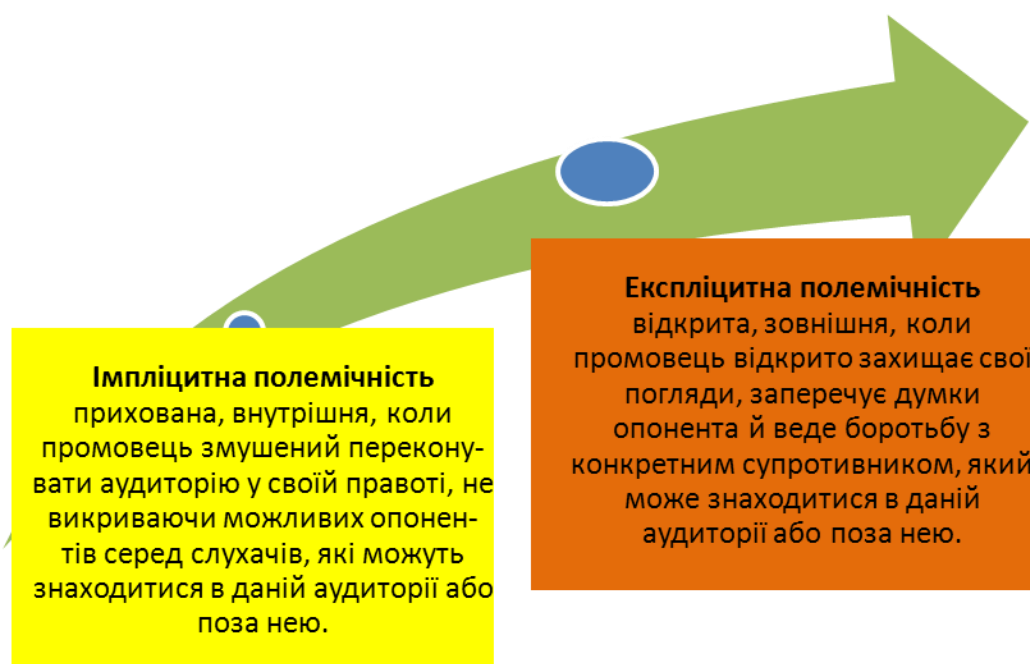 Імпліцитна полемічність
прихована, внутрішня, коли
промовець змушений перекону-
вати аудиторію у своїй правоті, не
викриваючи можливих опонен-
тів серед слухачів, які можуть
знаходитися в даній аудиторії або
поза нею.
Експліцитна полемічність
відкрита, зовнішня, коли
промовець відкрито захищає свої
погляди, заперечує думки
опонента й веде боротьбу з
конкретним супротивником, який
може знаходитися в даній
аудиторії або поза нею.